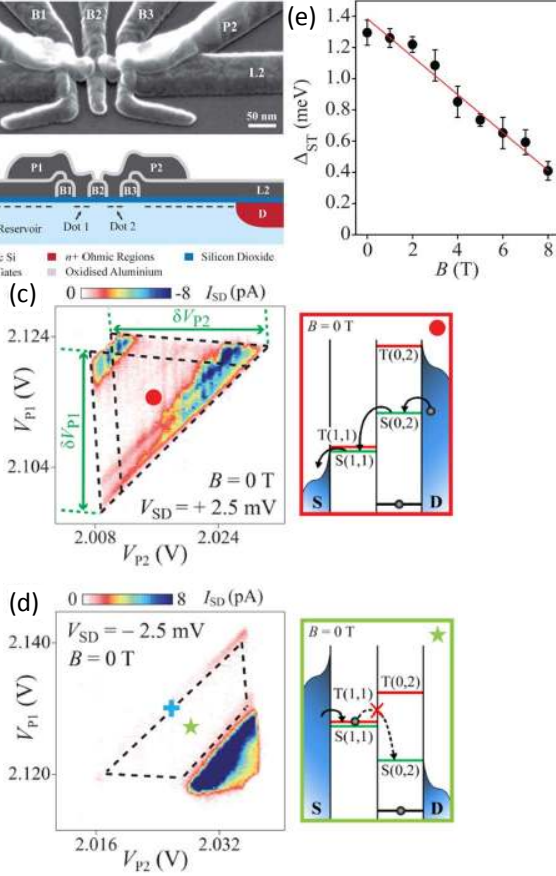 B1
B2
B3
P2
L2
50 nm
P1
P2
B1
B2
B3
L2
D
Reservoir
Dot 1
Dot 2
c Si
n+ Ohmic Regions
Silicon Dioxide
Gates
Oxidised Aluminium
(e)
1.4
1.2
1.0
0.8
0.6
0.4
0.2
0.0
Δ_ST (meV)
0 2 4 6 8
B (T)
(c)
0 -8 I_SD (pA)
δV_P2
2.124
2.104
V_P1 (V)
δV_P1
B = 0 T
V_SD = + 2.5 mV
2.008 2.024
V_P2 (V)
B = 0 T
T(0,2)
S(0,2)
T(1,1)
S(1,1)
S
D
(d)
0 8 I_SD (pA)
V_SD = − 2.5 mV
B = 0 T
2.140
2.120
V_P1 (V)
2.016 2.032
V_P2 (V)
B = 0 T
T(1,1)
T(0,2)
S(1,1)
S(0,2)
S
D